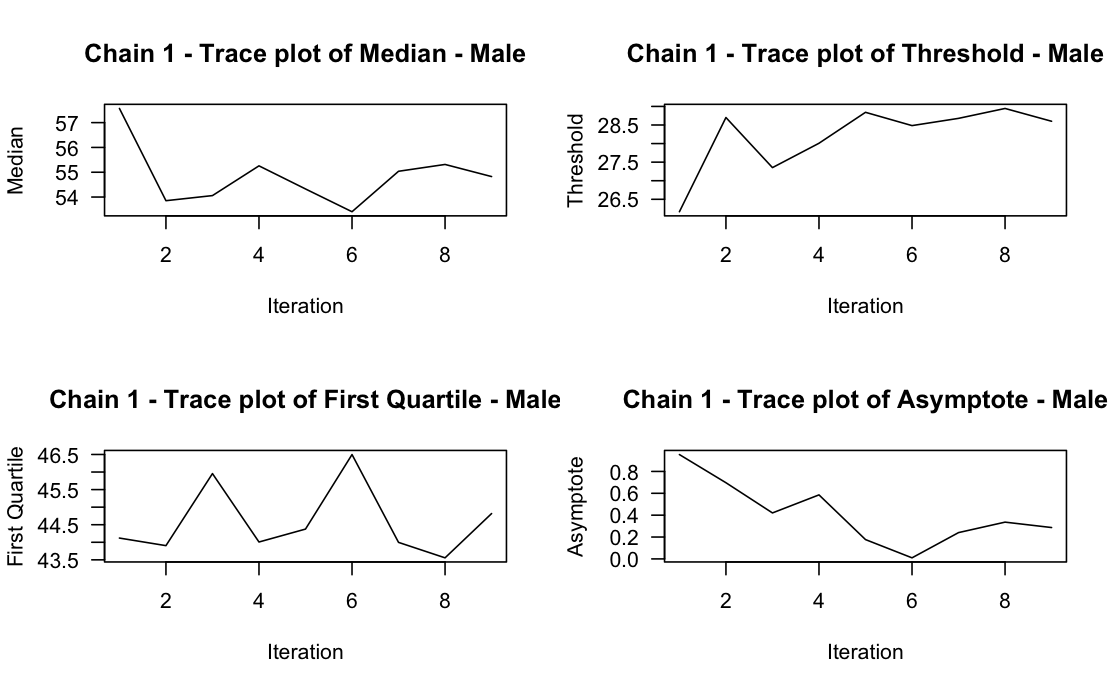 Chain 1 - Trace plot of Median - Male
Median
57
56
55
54
2 4 6 8
Iteration
Chain 1 - Trace plot of Threshold - Male
Threshold
28.5
27.5
26.5
2 4 6 8
Iteration
Chain 1 - Trace plot of First Quartile - Male
First Quartile
46.5
45.5
44.5
43.5
2 4 6 8
Iteration
Chain 1 - Trace plot of Asymptote - Male
Asymptote
0.8
0.6
0.4
0.2
0.0
2 4 6 8
Iteration